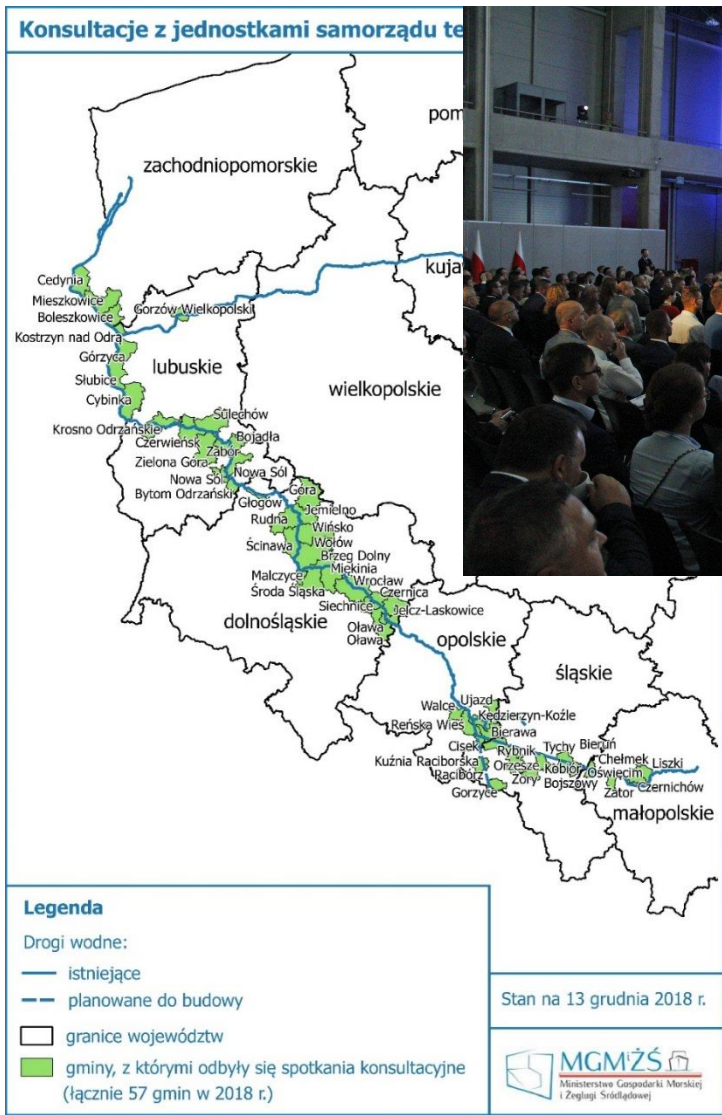 Konsultacje z jednostkami samorządu te
pom
zachodniopomorskie
kuja
Cedynia
Mieszkowice
Boleszkowice
Gorzów Wielkopolski
Kostrzyn nad Odrą
Górzyca
lubuskie
Słubice
wielkopolskie
Cybinka
Sulechów
Krosno Odrzańskie
Czerwieńsk
Bojadła
Zabór
Zielona Góra
Nowa Sól
Nowa Sól
Bytom Odrzański
Góra
Głogów
Jemielno
Rudna
Wińsko
Ścinawa
Wołów
Brzeg Dolny
Miękinia
Malczyce
Wrocław
Środa Śląska
Czernica
Siechnice
Jelcz-Laskowice
dolnośląskie
Oława
Oława
opolskie
śląskie
Ujazd
Walce
Kędzierzyn-Koźle
Reńska Wieś
Bierawa
Cisek
Rybnik
Tychy
Bieruń
Kuźnia Raciborska
Orzesze
Kobiór
Chełmek
Liszki
Racibórz
Żory
Bojszowy
Oświęcim
Gorzyce
Zator
Czernichów
małopolskie
Legenda
Drogi wodne:
istniejące
planowane do budowy
granice województw
gminy, z którymi odbyły się spotkania konsultacyjne
(łącznie 57 gmin w 2018 r.)
Stan na 13 grudnia 2018 r.
MGMiŻŚ
Ministerstwo Gospodarki Morskiej
i Żeglugi Śródlądowej